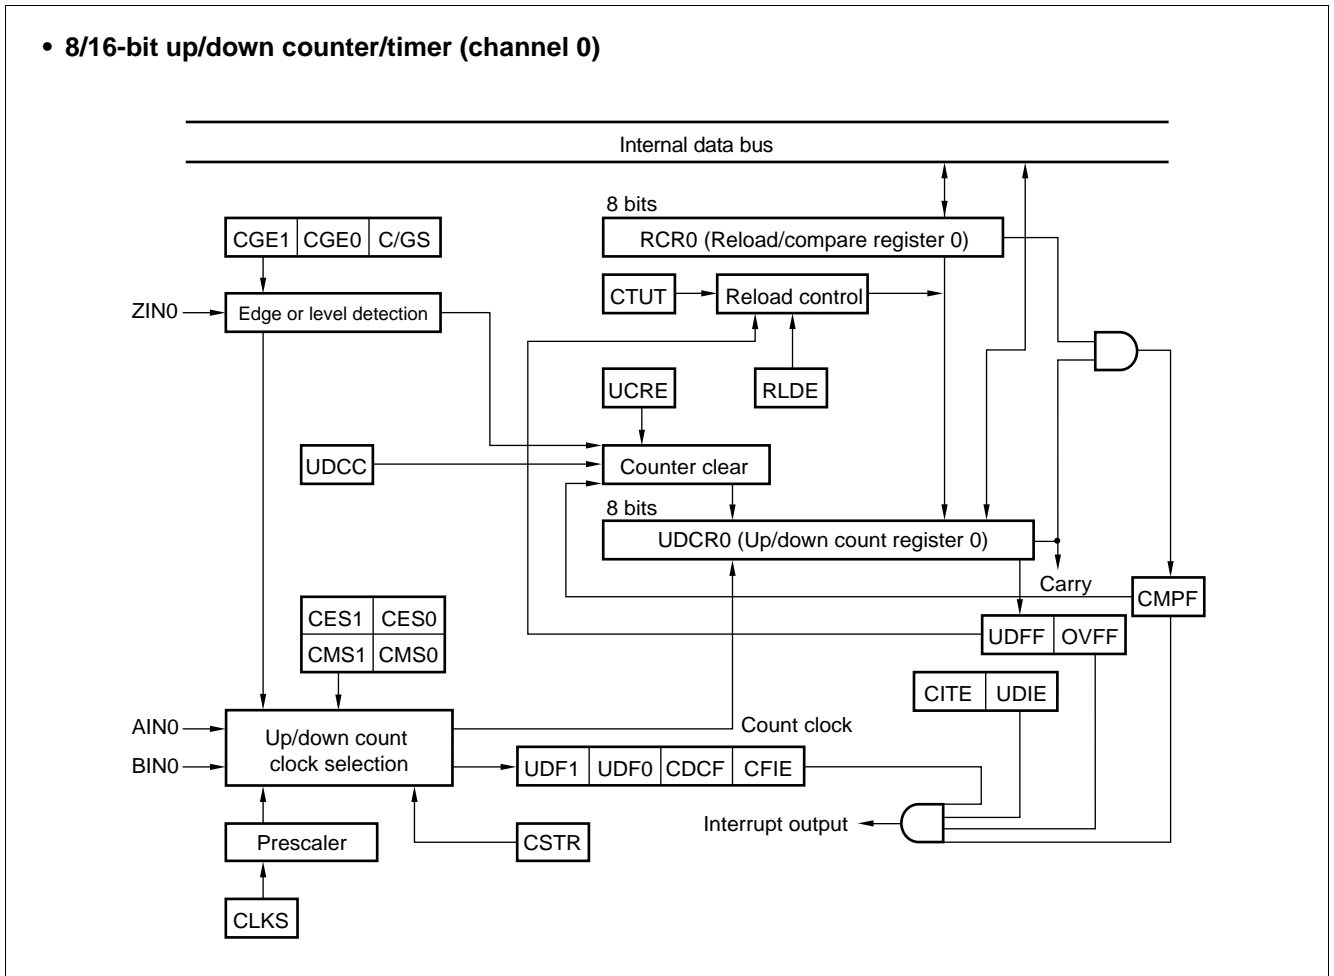 • 8/16-bit up/down counter/timer (channel 0)
Internal data bus
8 bits
CGE1 CGE0 C/GS
RCR0 (Reload/compare register 0)
CTUT
Reload control
ZIN0
Edge or level detection
UCRE
RLDE
UDCC
Counter clear
8 bits
UDCR0 (Up/down count register 0)
Carry
CMPF
CES1 CES0
CMS1 CMS0
UDFF OVFF
CITE UDIE
AIN0
BIN0
Up/down count
clock selection
Count clock
UDF1 UDF0 CDCF CFIE
Interrupt output
Prescaler
CSTR
CLKS